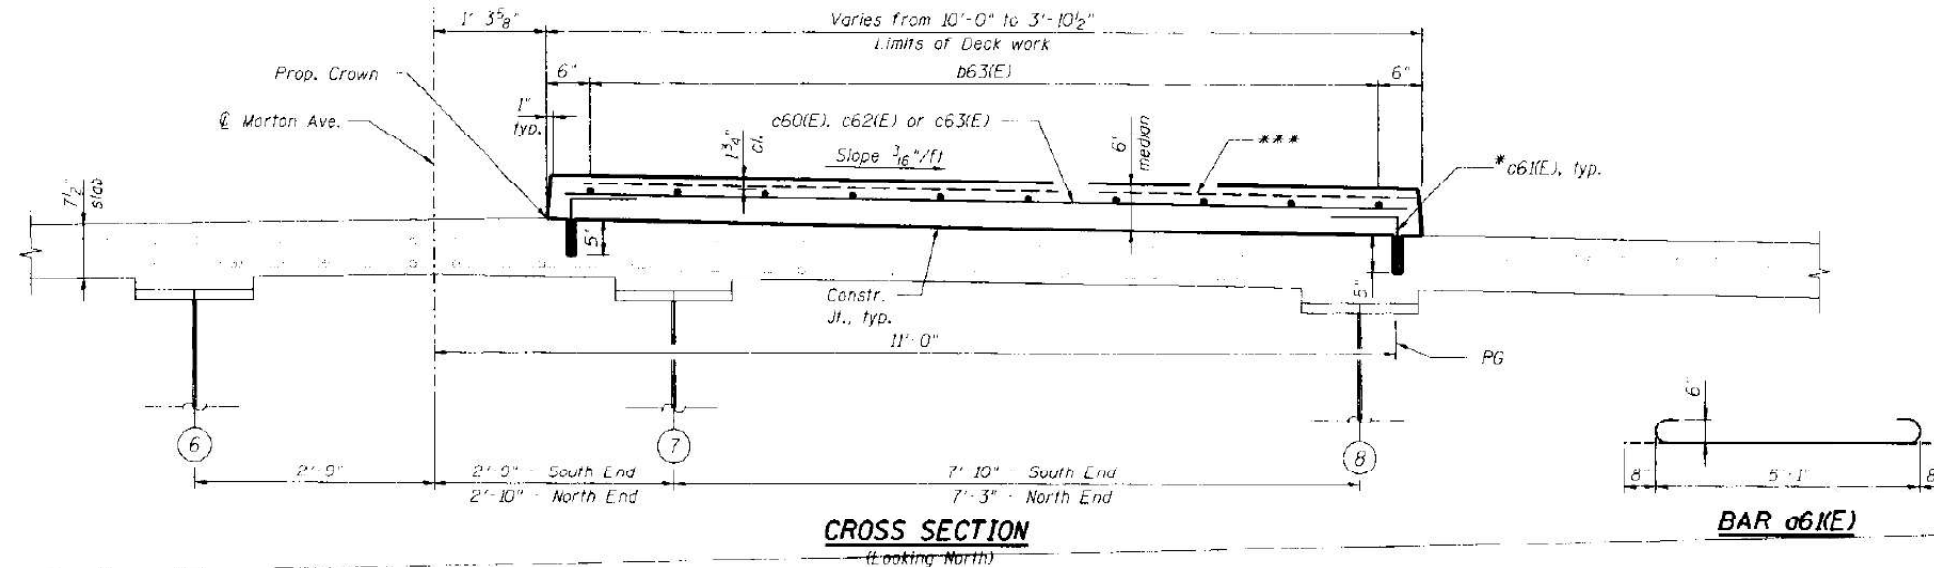 1' 3⅝"
Varies from 10'-0" to 3'-10½"
Limits of Deck work
Prop. Crown
6"
b63(E)
6"
℄ Morton Ave.
1"
typ.
1¾"
cl.
c60(E), c62(E) or c63(E)
6"
median
***
Slope 3/16"/ft
*a61(E), typ.
7½"
slab
5"
5"
Constr.
Jt., typ.
11'-0"
PG
6
7
8
2'-9"
2'-9" - South End
2'-10" - North End
7'-10" - South End
7'-3" - North End
6"
8"
5'-1"
8
CROSS SECTION
(Looking North)
BAR a61(E)